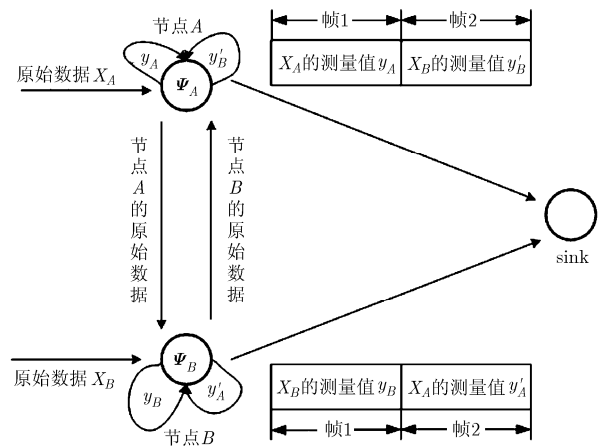 节点A
帧1
帧2
y_A
y'_B
X_A的测量值y_A
X_B的测量值y'_B
原始数据X_A
Ψ_A
节点A的原始数据
节点B的原始数据
sink
Ψ_B
原始数据X_B
y_B
y'_A
X_B的测量值y_B
X_A的测量值y'_A
节点B
帧1
帧2